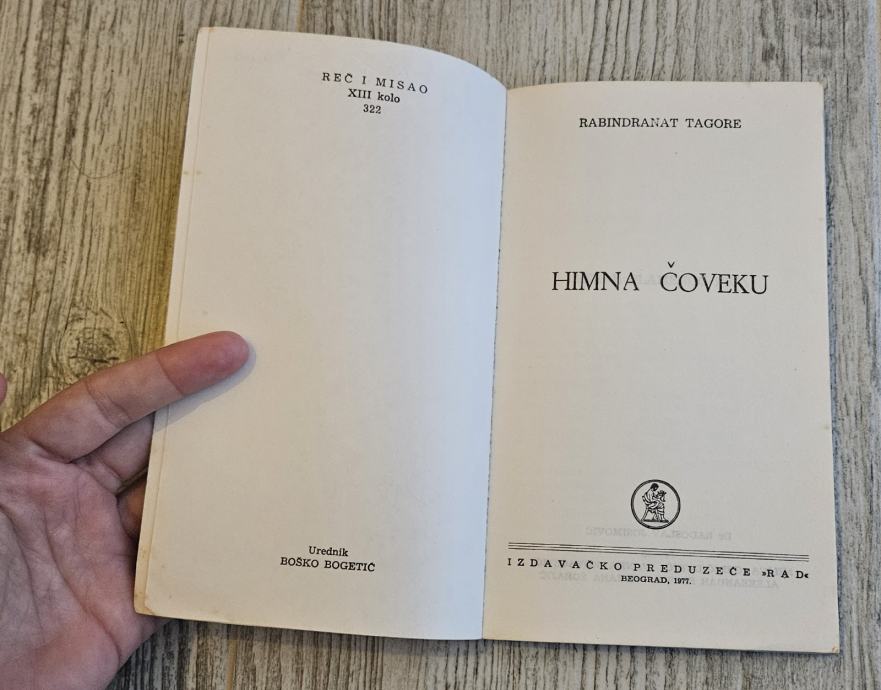 REČ I MISAO
XIII kolo
322
Urednik
BOŠKO BOGETIĆ
RABINDRANAT TAGORE
HIMNA ČOVEKU
IZDAVAČKO PREDUZEĆE »RAD«
BEOGRAD, 1977.